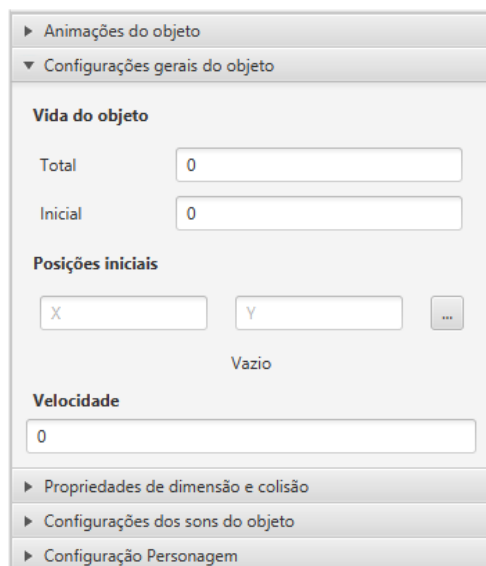 Animações do objeto
Configurações gerais do objeto
Vida do objeto
Total 0
Inicial 0
Posições iniciais
X Y ...
Vazio
Velocidade
0
Propriedades de dimensão e colisão
Configurações dos sons do objeto
Configuração Personagem